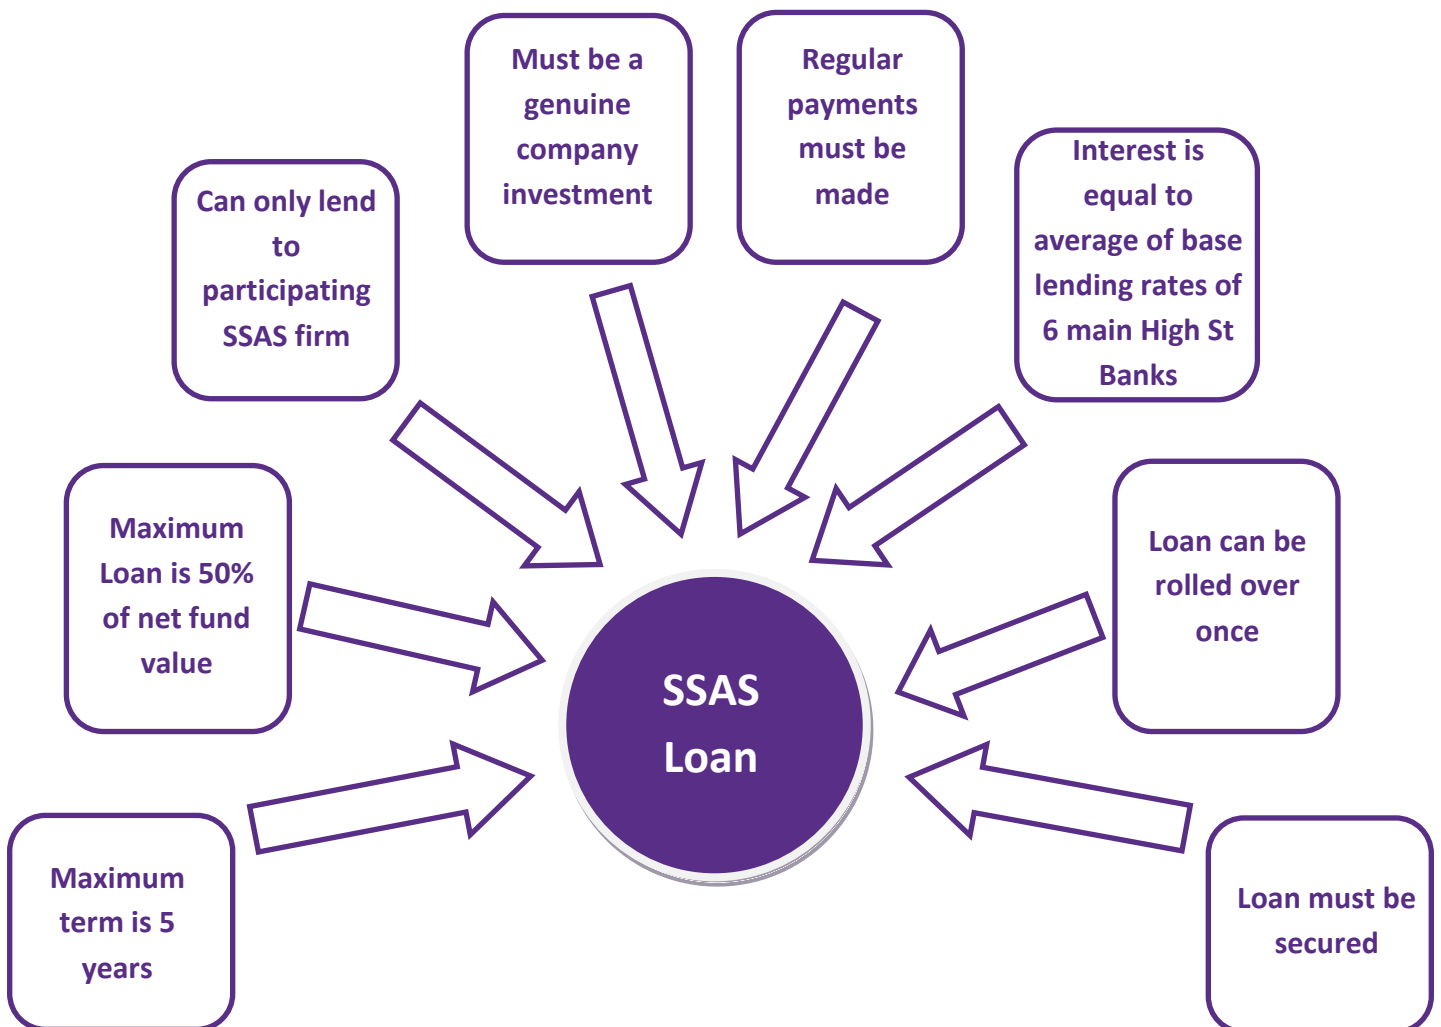 Maximum
term is 5
years
Maximum
Loan is 50%
of net fund
value
Can only lend
to
participating
SSAS firm
Must be a
genuine
company
investment
Regular
payments
must be
made
Interest is
equal to
average of base
lending rates of
6 main High St
Banks
Loan can be
rolled over
once
Loan must be
secured
SSAS
Loan